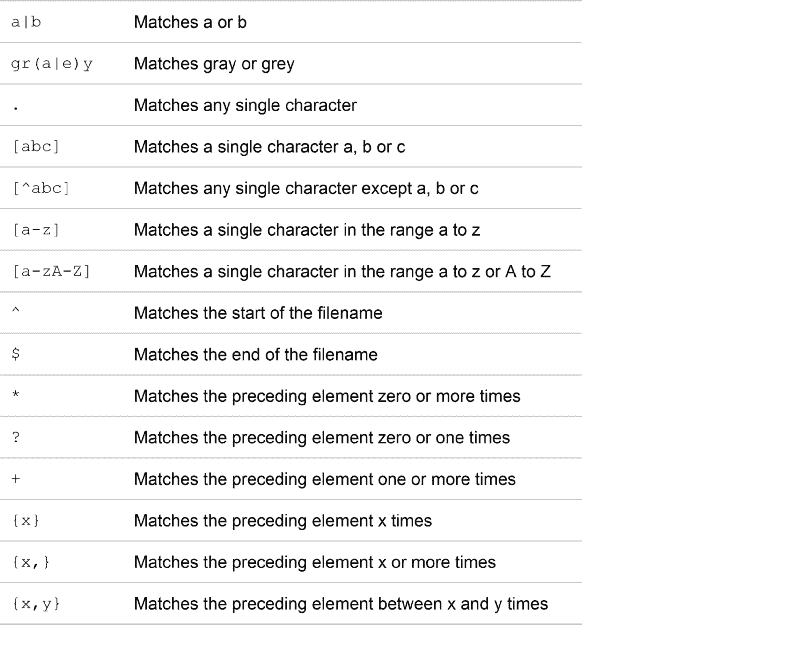 a|b Matches a or b
gr(a|e)y Matches gray or grey
. Matches any single character
[abc] Matches a single character a, b or c
[^abc] Matches any single character except a, b or c
[a-z] Matches a single character in the range a to z
[a-zA-Z] Matches a single character in the range a to z or A to Z
^ Matches the start of the filename
$ Matches the end of the filename
* Matches the preceding element zero or more times
? Matches the preceding element zero or one times
+ Matches the preceding element one or more times
{x} Matches the preceding element x times
{x,} Matches the preceding element x or more times
{x,y} Matches the preceding element between x and y times